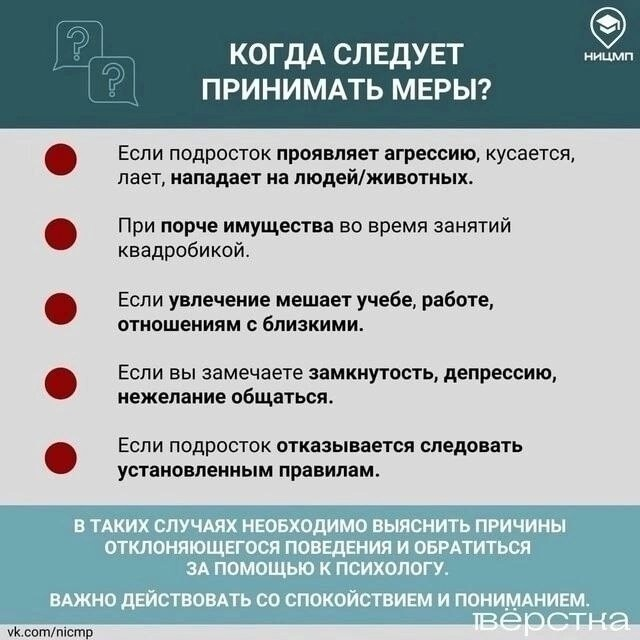 КОГДА СЛЕДУЕТ
ПРИНИМАТЬ МЕРЫ?
НИЦМП
Если подросток проявляет агрессию, кусается,
лает, нападает на людей/животных.
При порче имущества во время занятий
квадробикой.
Если увлечение мешает учебе, работе,
отношениям с близкими.
Если вы замечаете замкнутость, депрессию,
нежелание общаться.
Если подросток отказывается следовать
установленным правилам.
В ТАКИХ СЛУЧАЯХ НЕОБХОДИМО ВЫЯСНИТЬ ПРИЧИНЫ
ОТКЛОНЯЮЩЕГОСЯ ПОВЕДЕНИЯ И ОБРАТИТЬСЯ
ЗА ПОМОЩЬЮ К ПСИХОЛОГУ.
ВАЖНО ДЕЙСТВОВАТЬ СО СПОКОЙСТВИЕМ И ПОНИМАНИЕМ.
вёрстка
vk.com/nicmp